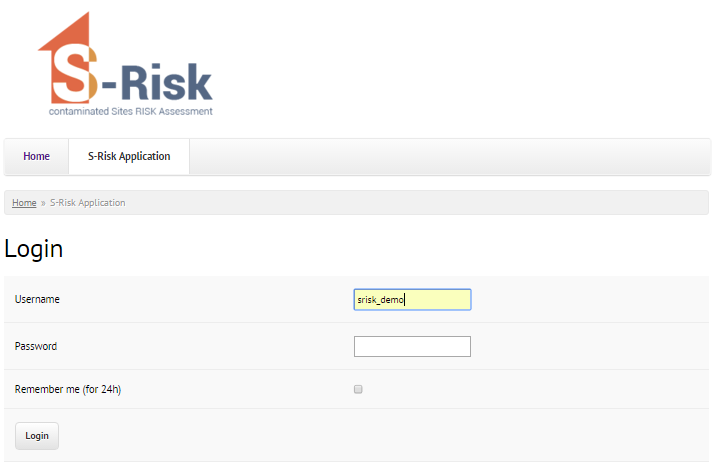 S-Risk
contaminated Sites RISK Assessment
Home S-Risk Application
Home » S-Risk Application
Login
Username srisk_demo
Password
Remember me (for 24h)
Login